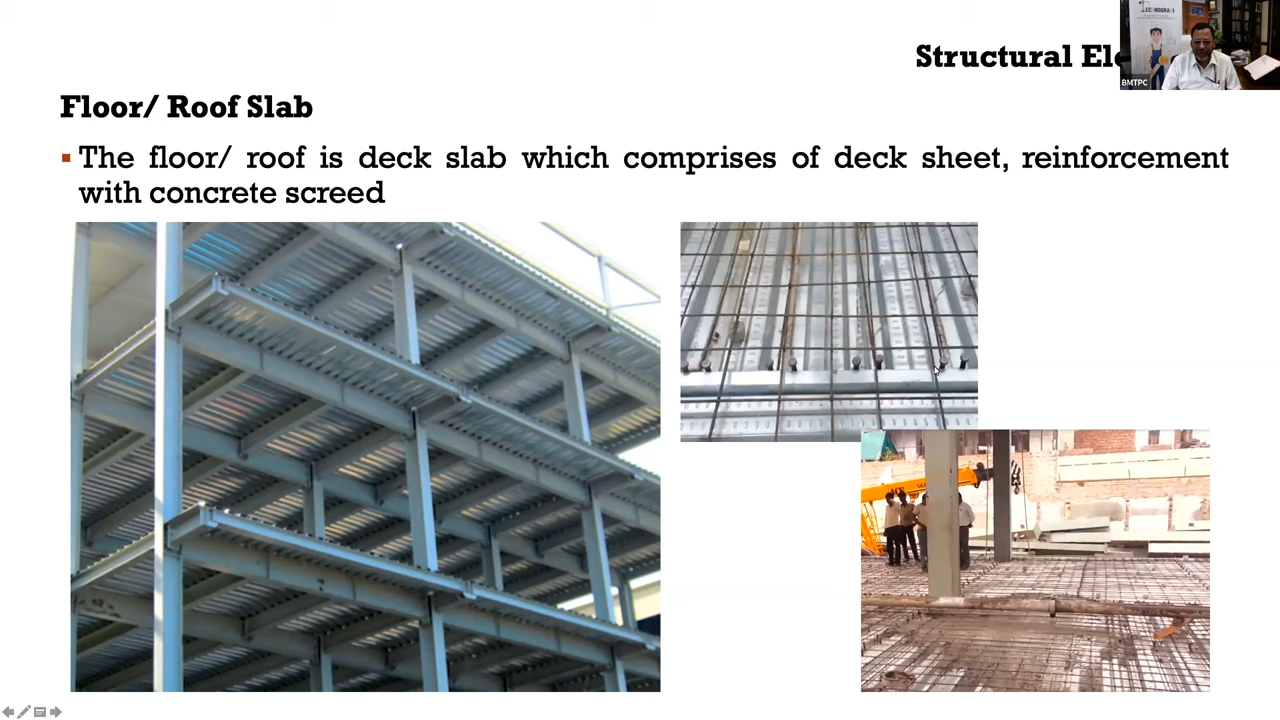 Structural
Floor/ Roof Slab
The floor/ roof is deck slab which comprises of deck sheet, reinforcement
with concrete screed
BMTPC
ACE